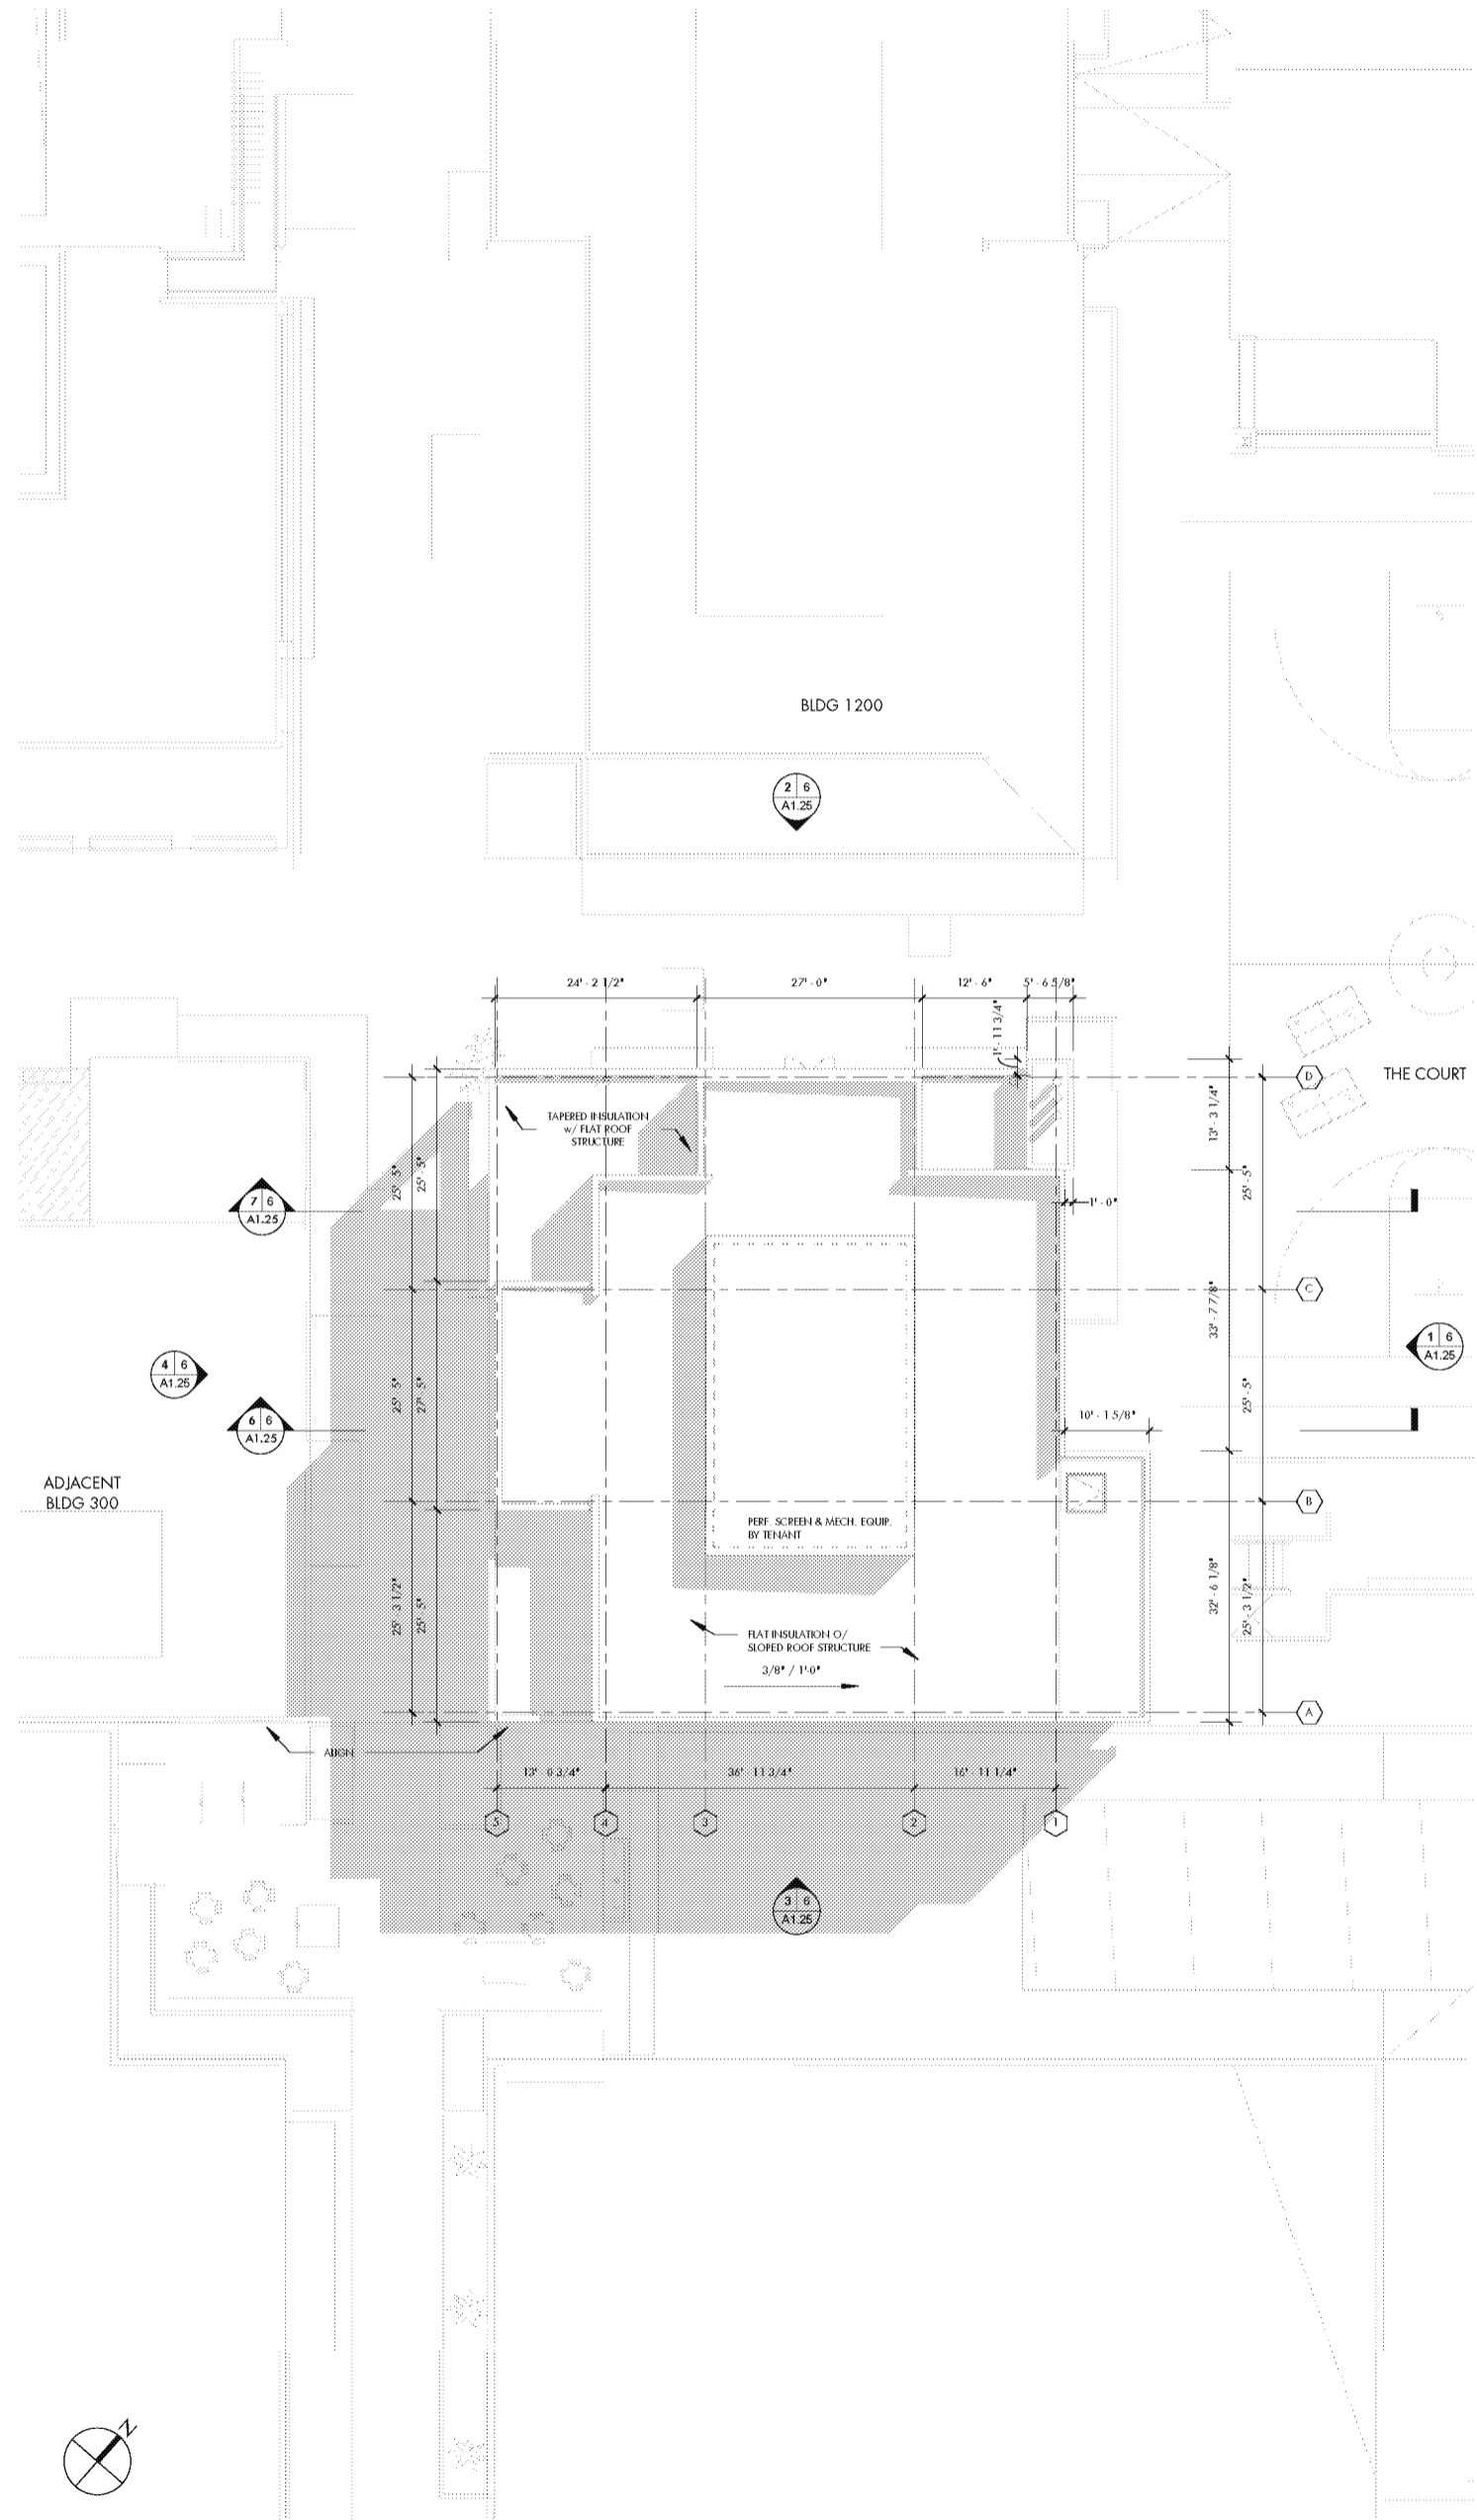 BLDG 1200
2 6
A1.25
24' - 2 1/2"
27' - 0"
12' - 6"
5' - 6 5/8"
1' - 11 3/4"
D
THE COURT
TAPERED INSULATION
w/ FLAT ROOF
STRUCTURE
13' - 3 1/4"
25' - 5"
25' - 5"
25' - 5"
7 6
A1.25
1' - 0"
C
33' - 7 7/8"
1 6
A1.25
4 6
A1.25
25' - 5"
27' - 5"
25' - 5"
6 6
A1.25
10' - 1 5/8"
ADJACENT
BLDG 300
B
PERF. SCREEN & MECH. EQUIP.
BY TENANT
25' - 3 1/2"
25' - 5"
32' - 6 1/8"
25' - 3 1/2"
FLAT INSULATION O/
SLOPED ROOF STRUCTURE
3/8" / 1'-0"
A
ALIGN
13' - 0 3/4"
36' - 11 3/4"
16' - 11 1/4"
5
4
3
2
1
3 6
A1.25
N